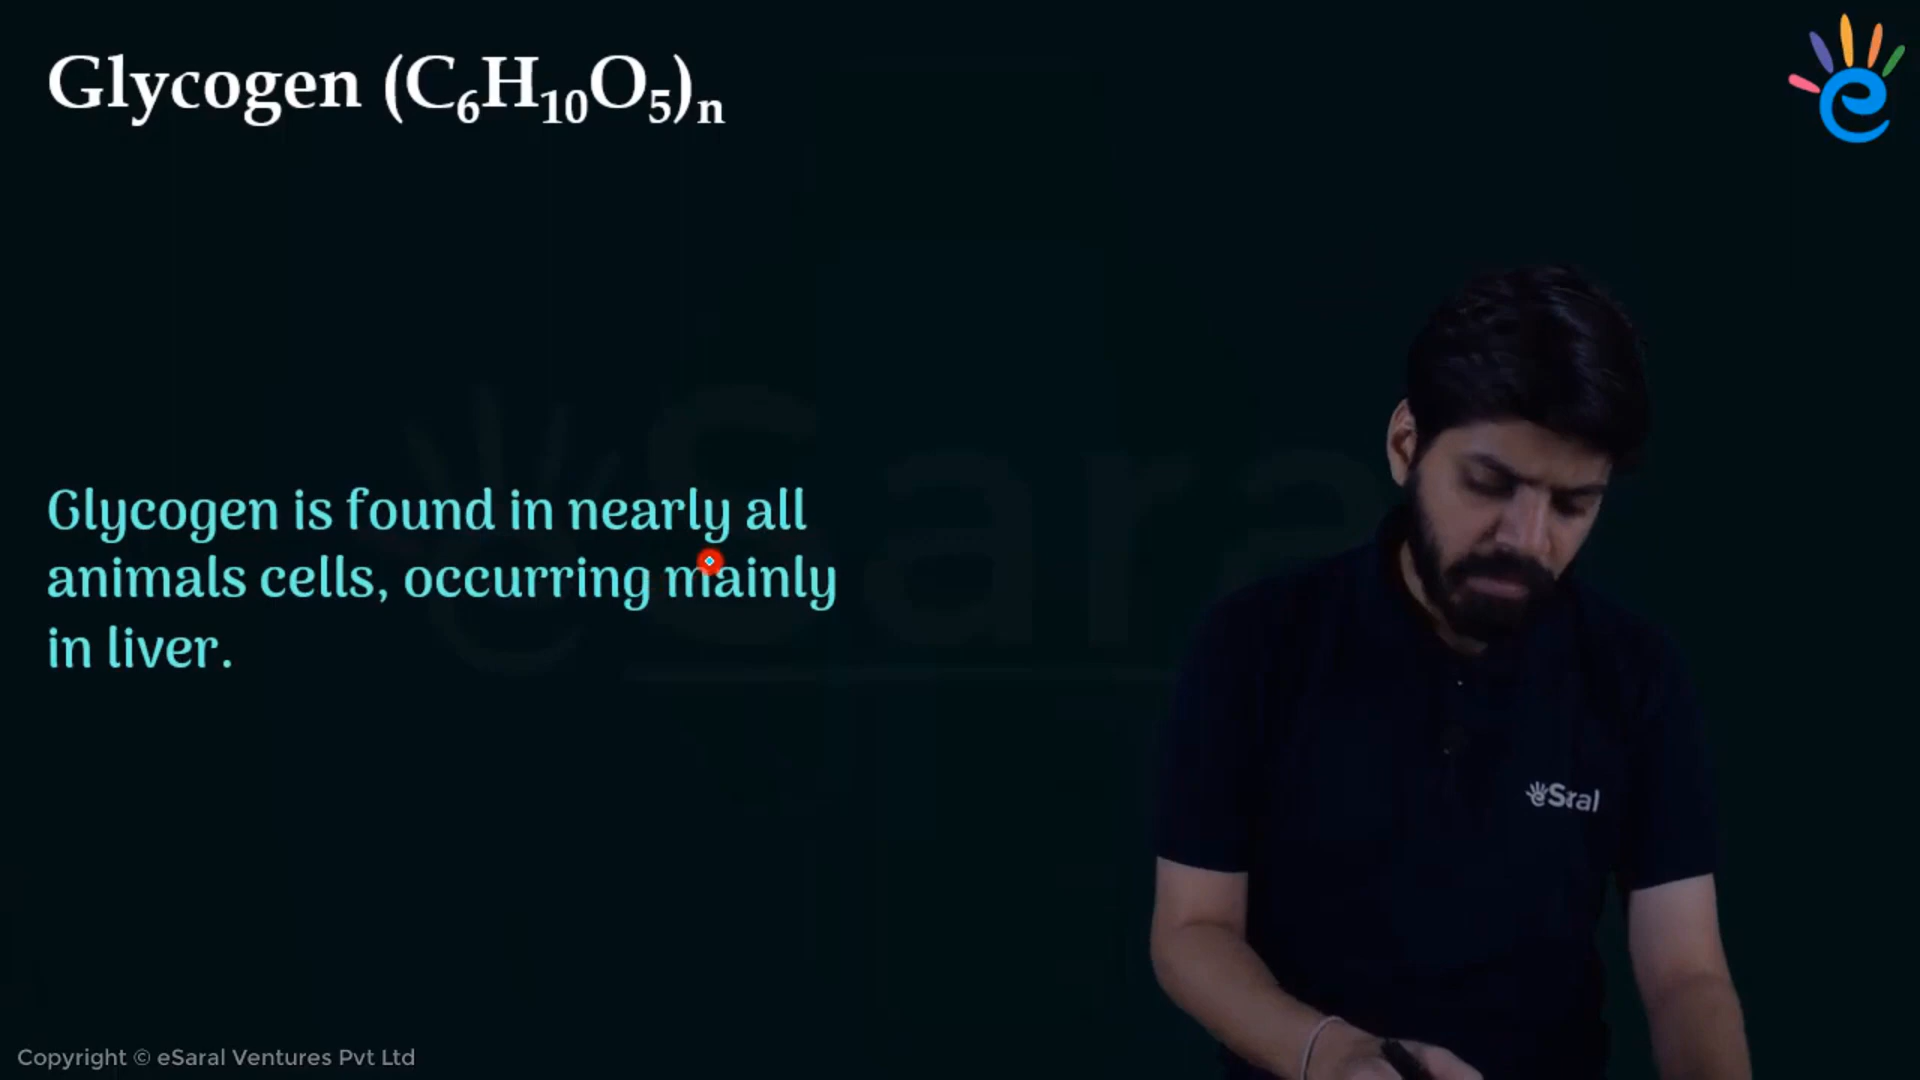 Glycogen (C₆H₁₀O₅)ₙ
Glycogen is found in nearly all
animals cells, occurring mainly
in liver.
eSaral
eSral
Copyright © eSaral Ventures Pvt Ltd